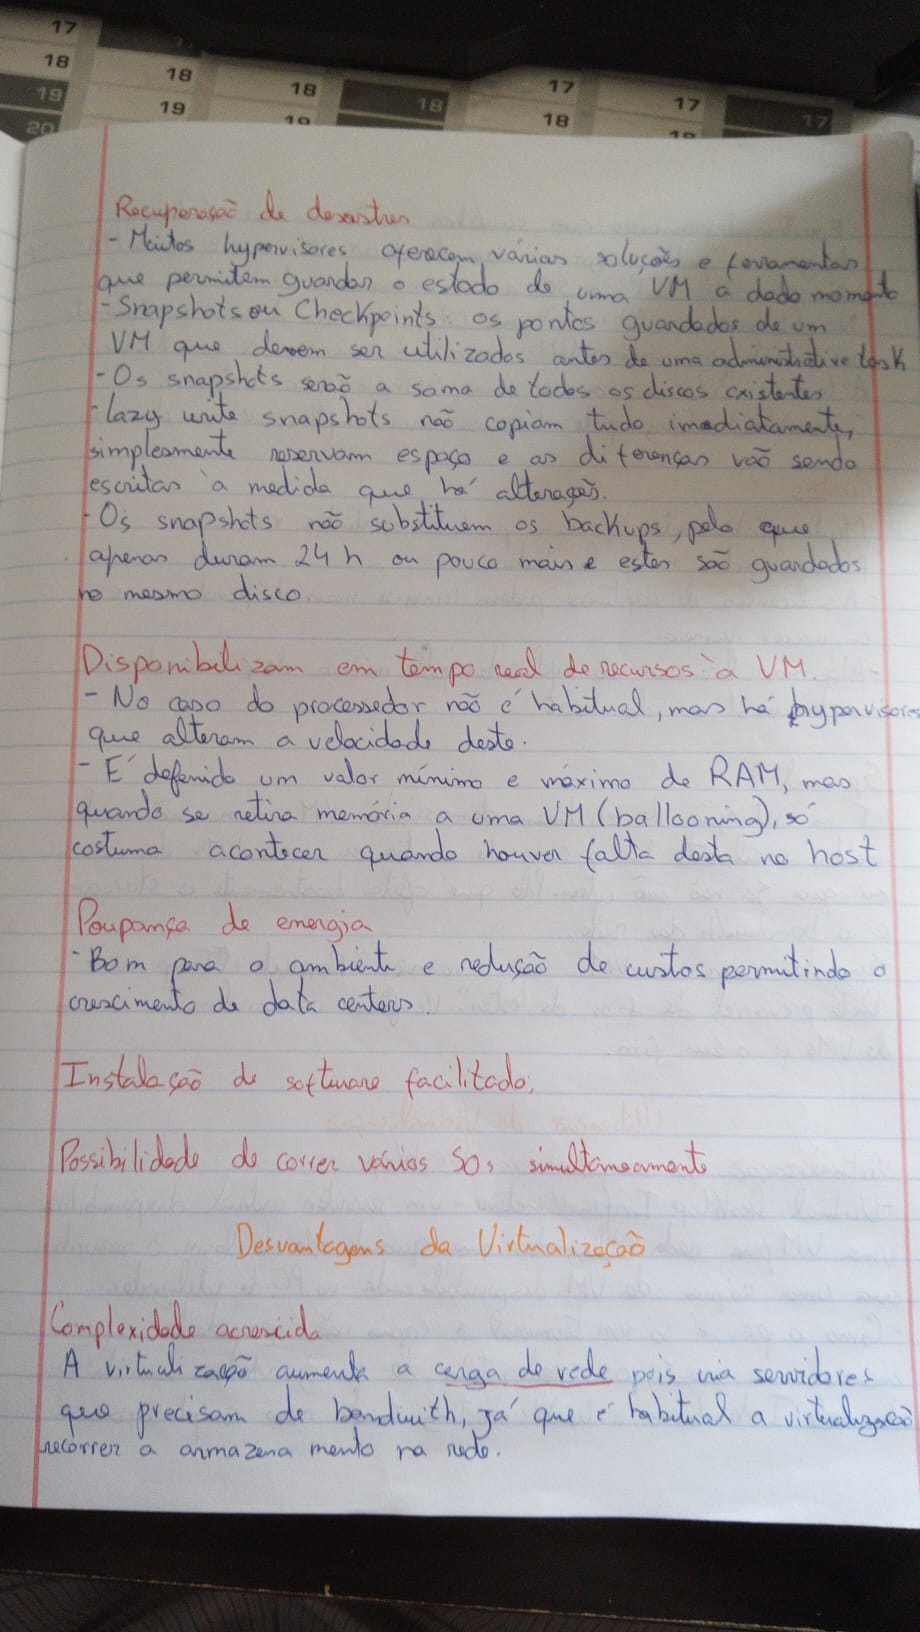 17
18 18 18 18 17 17 17
19 19 19 18 18
20
Recuperação de desastres
- Muitos hypervisores oferecem várias soluções e ferramentas
que permitem guardar o estado de uma VM a dado momento
- Snapshots ou Checkpoints: os pontos guardados de um
VM que devem ser utilizados antes de uma administrative task
- Os snapshots serão a soma de todos os discos existentes
- lazy write snapshots não copiam tudo imediatamente,
simplesmente reservam espaço e as diferenças vão sendo
escritas à medida que há alterações.
- Os snapshots não substituem os backups, pelo que
apenas duram 24 h ou pouco mais e estes são guardados
no mesmo disco.
Disponibilizam em tempo real de recursos à VM.
- No caso do processedor não é habitual, mas há hypervisores
que alteram a velocidade deste.
- É defenido um valor mínimo e máximo de RAM, mas
quando se retira memória a uma VM (ballooning), só
costuma acontecer quando houver falta desta no host
Poupança de energia
- Bom para o ambiente e redução de custos permitindo o
crescimento de data centers.
Instalação de software facilitado,
Possibilidade de correr vários SOs simultaneamente
Desvantagens da Virtualização
Complexidade acrescida
A virtualização aumenta a carga de rede pois cria servidores
que precisam de bandwith, já que é habitual a virtualização
recorrer a armazenamento na rede.